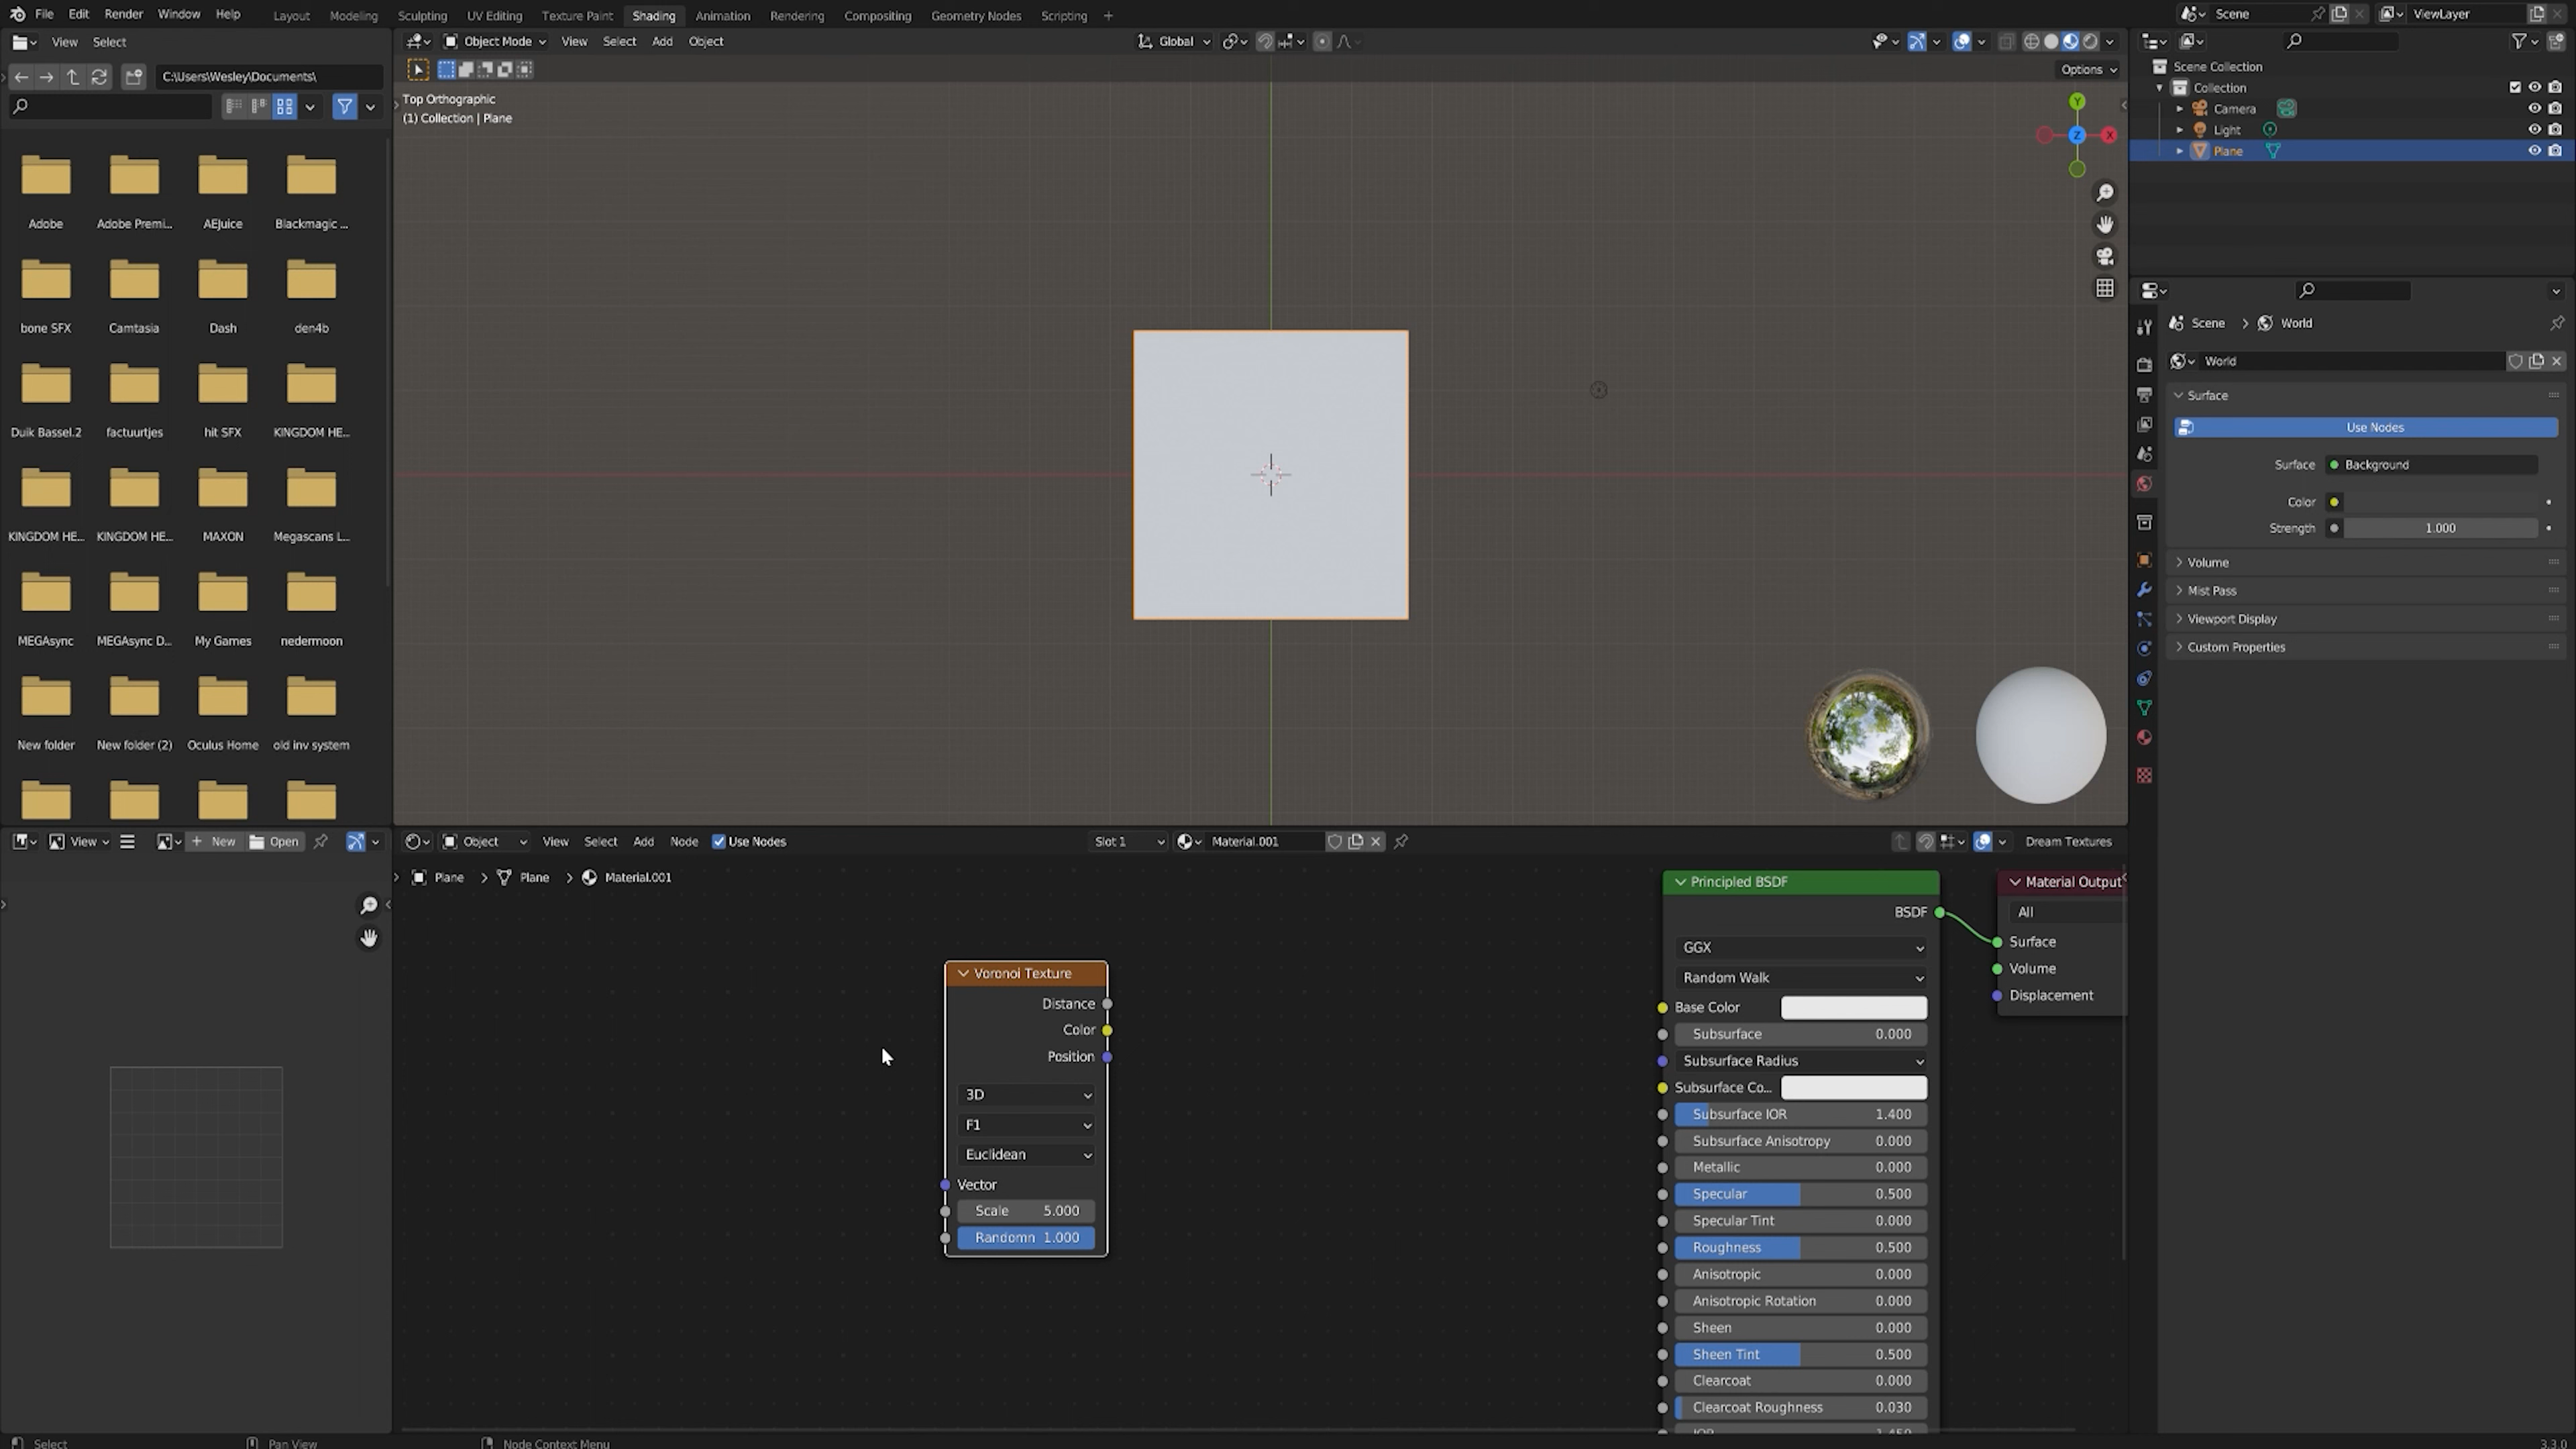 File Edit Render Window Help Layout Modeling Sculpting UV Editing Texture Paint Shading Animation Rendering Compositing Geometry Nodes Scripting + Scene ViewLayer
View Select
Object Mode View Select Add Object Global
C:\Users\Wesley\Documents\
Options
Top Orthographic
(1) Collection | Plane
Y
Z X
Scene Collection
Collection
Camera
Light
Plane
Adobe Adobe Premi... AEJuice Blackmagic ...
bone SFX Camtasia Dash den4b
Duik Bassel.2 factuurtjes hit SFX KINGDOM HE...
KINGDOM HE... KINGDOM HE... MAXON Megascans L...
MEGAsync MEGAsync D... My Games nedermoon
New folder New folder (2) Oculus Home old inv system
Scene > World
World
Surface
Use Nodes
Surface Background
Color
Strength 1.000
Volume
Mist Pass
Viewport Display
Custom Properties
View + New Open
Object View Select Add Node Use Nodes Slot 1 Material.001 Dream Textures
Plane > Plane > Material.001
Voronoi Texture
Distance
Color
Position
3D
F1
Euclidean
Vector
Scale 5.000
Randomn 1.000
Principled BSDF
BSDF
GGX
Random Walk
Base Color
Subsurface 0.000
Subsurface Radius
Subsurface Co...
Subsurface IOR 1.400
Subsurface Anisotropy 0.000
Metallic 0.000
Specular 0.500
Specular Tint 0.000
Roughness 0.500
Anisotropic 0.000
Anisotropic Rotation 0.000
Sheen 0.000
Sheen Tint 0.500
Clearcoat 0.000
Clearcoat Roughness 0.030
IOR 1.450
Material Output
All
Surface
Volume
Displacement
Select Pan View Node Context Menu 3.3.0